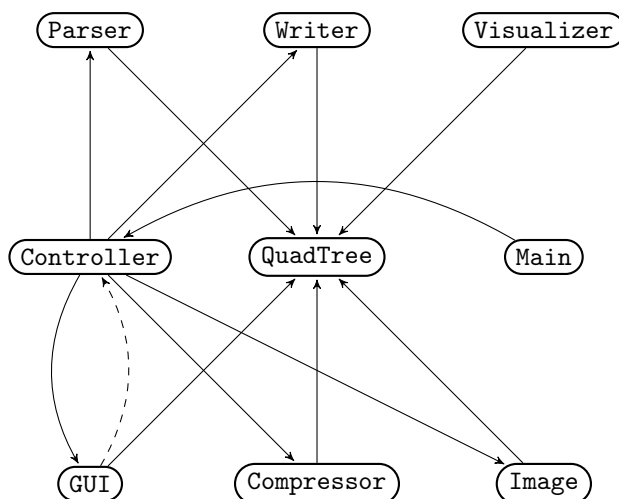 Parser Writer Visualizer
Controller QuadTree Main
GUI Compressor Image